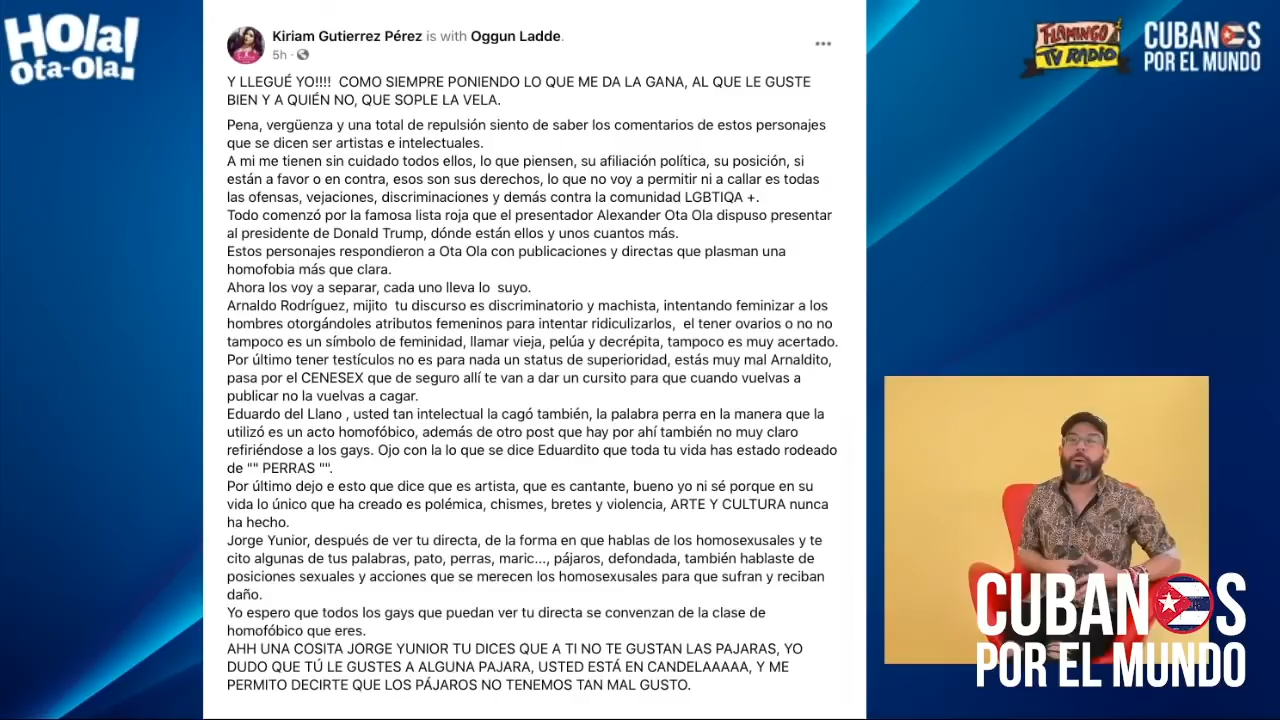 HOla!
Ota-Ola!
Kiriam Gutierrez Pérez is with Oggun Ladde.
5h ·
Y LLEGUÉ YO!!!! COMO SIEMPRE PONIENDO LO QUE ME DA LA GANA, AL QUE LE GUSTE
BIEN Y A QUIÉN NO, QUE SOPLE LA VELA.
Pena, vergüenza y una total de repulsión siento de saber los comentarios de estos personajes
que se dicen ser artistas e intelectuales.
A mi me tienen sin cuidado todos ellos, lo que piensen, su afiliación política, su posición, si
están a favor o en contra, esos son sus derechos, lo que no voy a permitir ni a callar es todas
las ofensas, vejaciones, discriminaciones y demás contra la comunidad LGBTIQA +.
Todo comenzó por la famosa lista roja que el presentador Alexander Ota Ola dispuso presentar
al presidente de Donald Trump, dónde están ellos y unos cuantos más.
Estos personajes respondieron a Ota Ola con publicaciones y directas que plasman una
homofobia más que clara.
Ahora los voy a separar, cada uno lleva lo suyo.
Arnaldo Rodríguez, mijito tu discurso es discriminatorio y machista, intentando feminizar a los
hombres otorgándoles atributos femeninos para intentar ridiculizarlos, el tener ovarios o no no
tampoco es un símbolo de feminidad, llamar vieja, pelúa y decrépita, tampoco es muy acertado.
Por último tener testículos no es para nada un status de superioridad, estás muy mal Arnaldito,
pasa por el CENESEX que de seguro allí te van a dar un cursito para que cuando vuelvas a
publicar no la vuelvas a cagar.
Eduardo del Llano , usted tan intelectual la cagó también, la palabra perra en la manera que la
utilizó es un acto homofóbico, además de otro post que hay por ahí también no muy claro
refiriéndose a los gays. Ojo con la lo que se dice Eduardito que toda tu vida has estado rodeado
de "" PERRAS "".
Por último dejo e esto que dice que es artista, que es cantante, bueno yo ni sé porque en su
vida lo único que ha creado es polémica, chismes, bretes y violencia, ARTE Y CULTURA nunca
ha hecho.
Jorge Yunior, después de ver tu directa, de la forma en que hablas de los homosexusales y te
cito algunas de tus palabras, pato, perras, maric..., pájaros, defondada, también hablaste de
posiciones sexuales y acciones que se merecen los homosexusales para que sufran y reciban
daño.
Yo espero que todos los gays que puedan ver tu directa se convenzan de la clase de
homofóbico que eres.
AHH UNA COSITA JORGE YUNIOR TU DICES QUE A TI NO TE GUSTAN LAS PAJARAS, YO
DUDO QUE TÚ LE GUSTES A ALGUNA PAJARA, USTED ESTÁ EN CANDELAAAAA, Y ME
PERMITO DECIRTE QUE LOS PÁJAROS NO TENEMOS TAN MAL GUSTO.
FLAMINGO
TV RADIO
CUBANOS
POR EL MUNDO
CUBANOS
POR EL MUNDO